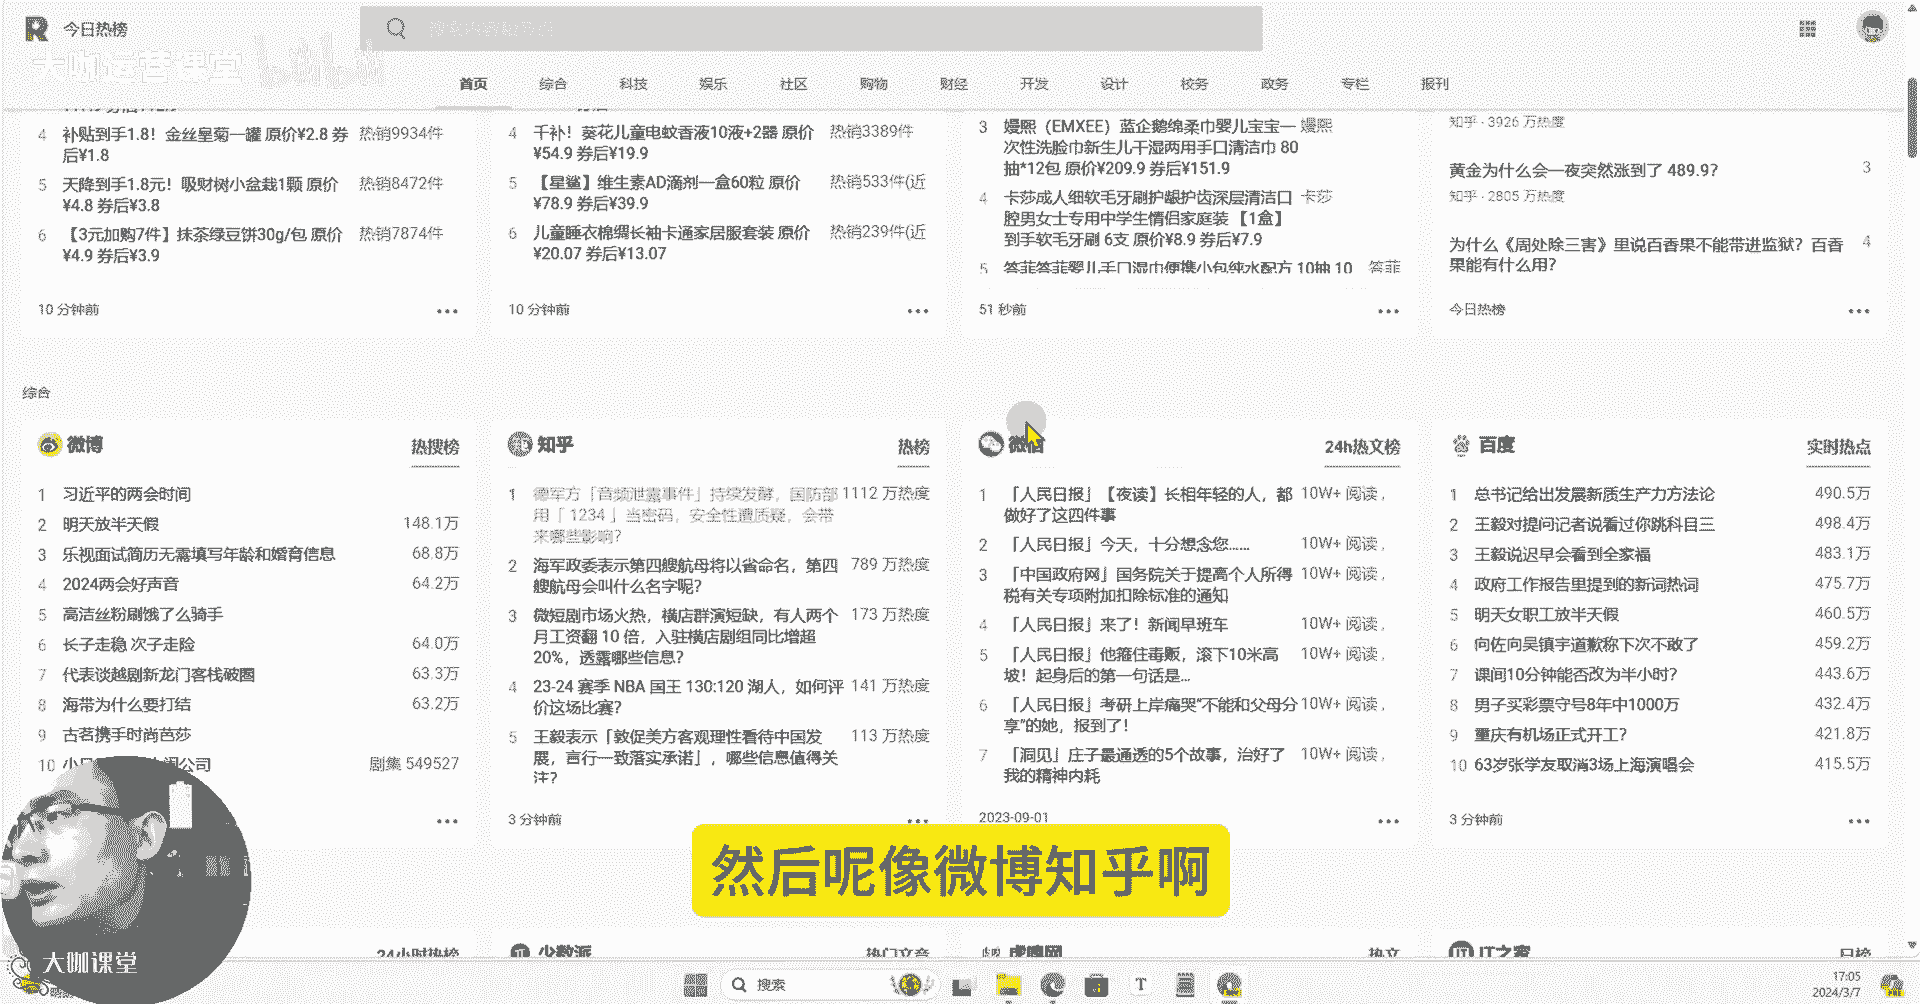 今日热榜
大咖运营课堂
首页 综合 科技 娱乐 社区 购物 财经 开发 设计 校务 政务 专栏 报刊
4 补贴到手1.8！金丝皇菊一罐 原价¥2.8 券 热销9934件
后¥1.8
5 天降到手1.8元！吸财树小盆栽1颗 原价 热销8472件
¥4.8 券后¥3.8
6 【3元加购7件】抹茶绿豆饼30g/包 原价 热销7874件
¥4.9 券后¥3.9
10 分钟前
4 千补！葵花儿童电蚊香液10液+2器 原价 热销3389件
¥54.9 券后¥19.9
5 【星鲨】维生素AD滴剂一盒60粒 原价 热销533件(近
¥78.9 券后¥39.9
6 儿童睡衣棉绸长袖卡通家居服套装 原价 热销239件(近
¥20.07 券后¥13.07
10 分钟前
3 嫚熙（EMXEE）蓝企鹅绵柔巾婴儿宝宝一 嫚熙
次性洗脸巾新生儿干湿两用手口清洁巾 80
抽*12包 原价¥209.9 券后¥151.9
4 卡莎成人细软毛牙刷护龈护齿深层清洁口 卡莎
腔男女士专用中学生情侣家庭装 【1盒】
到手软毛牙刷 6支 原价¥8.9 券后¥7.9
5 答菲答菲婴儿手口湿巾便携小包纯水配方 10抽 10 答菲
51 秒前
知乎 · 3926 万热度
黄金为什么会一夜突然涨到了 489.9？ 3
知乎 · 2805 万热度
为什么《周处除三害》里说百香果不能带进监狱？百香 4
果能有什么用？
今日热榜
综合
微博 热搜榜
1 习近平的两会时间
2 明天放半天假 148.1万
3 乐视面试简历无需填写年龄和婚育信息 68.8万
4 2024两会好声音 64.2万
5 高洁丝粉刷饿了么骑手
6 长子走稳 次子走险 64.0万
7 代表谈越剧新龙门客栈破圈 63.3万
8 海带为什么要打结 63.2万
9 古茗携手时尚芭莎
10 公司 剧集 549527
知乎 热榜
1 德军方「音频泄露事件」持续发酵，国防部 1112 万热度
用「 1234 」当密码，安全性遭质疑，会带
来哪些影响？
2 海军政委表示第四艘航母将以省命名，第四 789 万热度
艘航母会叫什么名字呢？
3 微短剧市场火热，横店群演短缺，有人两个 173 万热度
月工资翻 10 倍，入驻横店剧组同比增超
20%，透露哪些信息？
4 23-24 赛季 NBA 国王 130:120 湖人，如何评 141 万热度
价这场比赛？
5 王毅表示「敦促美方客观理性看待中国发 113 万热度
展，言行一致落实承诺」，哪些信息值得关
注？
3 分钟前
微信 24h热文榜
1 「人民日报」【夜读】长相年轻的人，都 10W+ 阅读，
做好了这四件事
2 「人民日报」今天，十分想念您…… 10W+ 阅读，
3 「中国政府网」国务院关于提高个人所得 10W+ 阅读，
税有关专项附加扣除标准的通知
4 「人民日报」来了！新闻早班车 10W+ 阅读，
5 「人民日报」他箍住毒贩，滚下10米高 10W+ 阅读，
坡！起身后的第一句话是...
6 「人民日报」考研上岸痛哭“不能和父母分 10W+ 阅读，
享”的她，报到了！
7 「洞见」庄子最通透的5个故事，治好了 10W+ 阅读，
我的精神内耗
2023-09-01
百度 实时热点
1 总书记给出发展新质生产力方法论 490.5万
2 王毅对提问记者说看过你跳科目三 498.4万
3 王毅说迟早会看到全家福 483.1万
4 政府工作报告里提到的新词热词 475.7万
5 明天女职工放半天假 460.5万
6 向佐向吴镇宇道歉称下次不敢了 459.2万
7 课间10分钟能否改为半小时？ 443.6万
8 男子买彩票守号8年中1000万 432.4万
9 重庆有机场正式开工？ 421.8万
10 63岁张学友取消3场上海演唱会 415.5万
3 分钟前
然后呢像微博知乎啊
24小时热榜
少数派 热门文章
虎嗅网 热文
IT之家 日榜
大咖课堂
搜索
17:05
2024/3/7